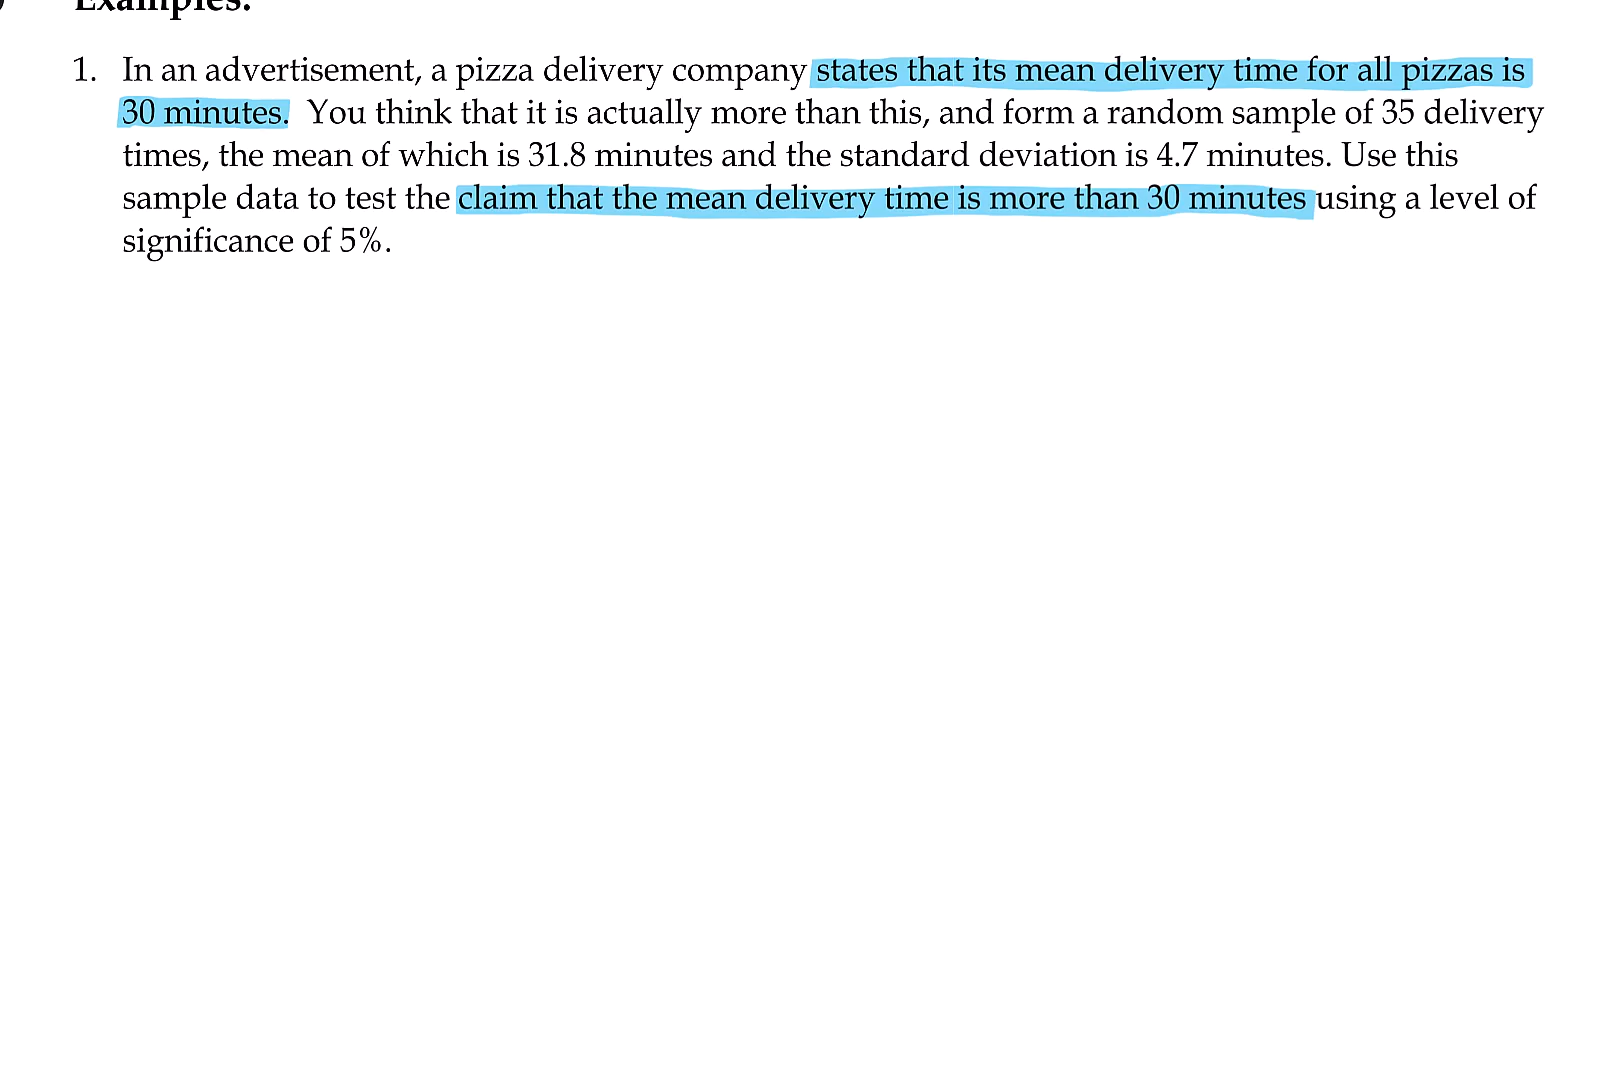 Examples:
1. In an advertisement, a pizza delivery company states that its mean delivery time for all pizzas is
30 minutes. You think that it is actually more than this, and form a random sample of 35 delivery
times, the mean of which is 31.8 minutes and the standard deviation is 4.7 minutes. Use this
sample data to test the claim that the mean delivery time is more than 30 minutes using a level of
significance of 5%.